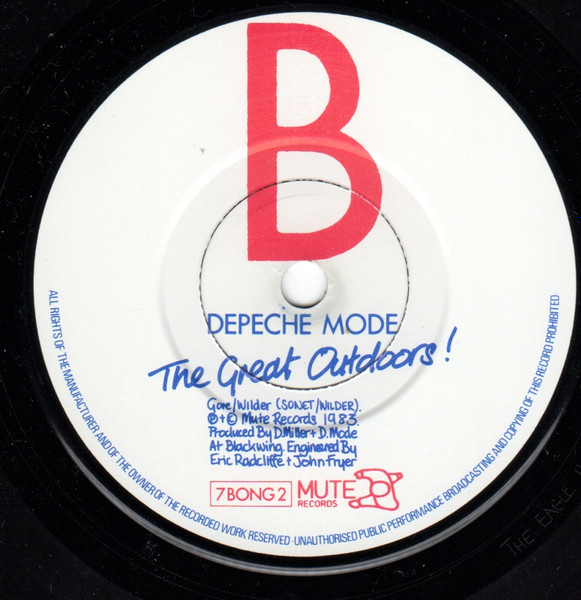 B
DEPECHE MODE
The Great Outdoors!
Gore/Wilder (SONET/WILDER).
℗+© Mute Records 1983.
Produced By D.Miller + D.Mode
At Blackwing. Engineered By
Eric Radcliffe + John Fryer
7BONG2
MUTE
RECORDS
ALL RIGHTS OF THE MANUFACTURER AND OF THE OWNER OF THE RECORDED WORK RESERVED · UNAUTHORISED PUBLIC PERFORMANCE BROADCASTING AND COPYING OF THIS RECORD PROHIBITED
THE EAGLE